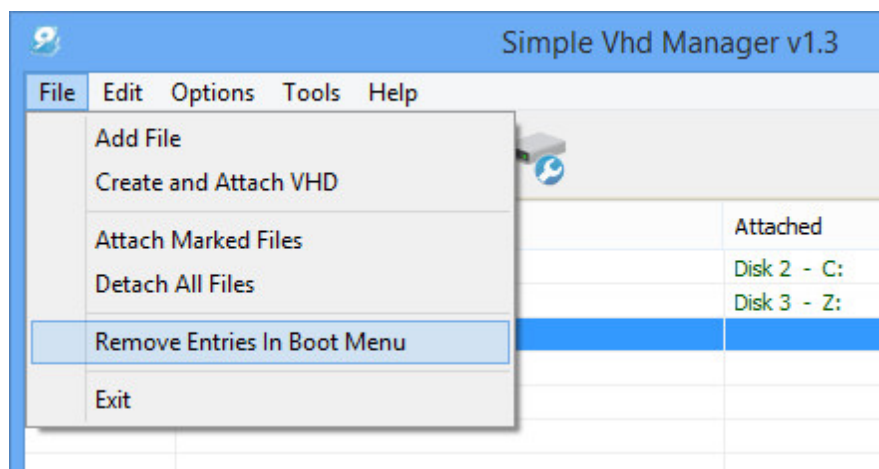 Simple Vhd Manager v1.3
File Edit Options Tools Help
Add File
Create and Attach VHD
Attach Marked Files
Detach All Files
Remove Entries In Boot Menu
Exit
Attached
Disk 2 - C:
Disk 3 - Z: